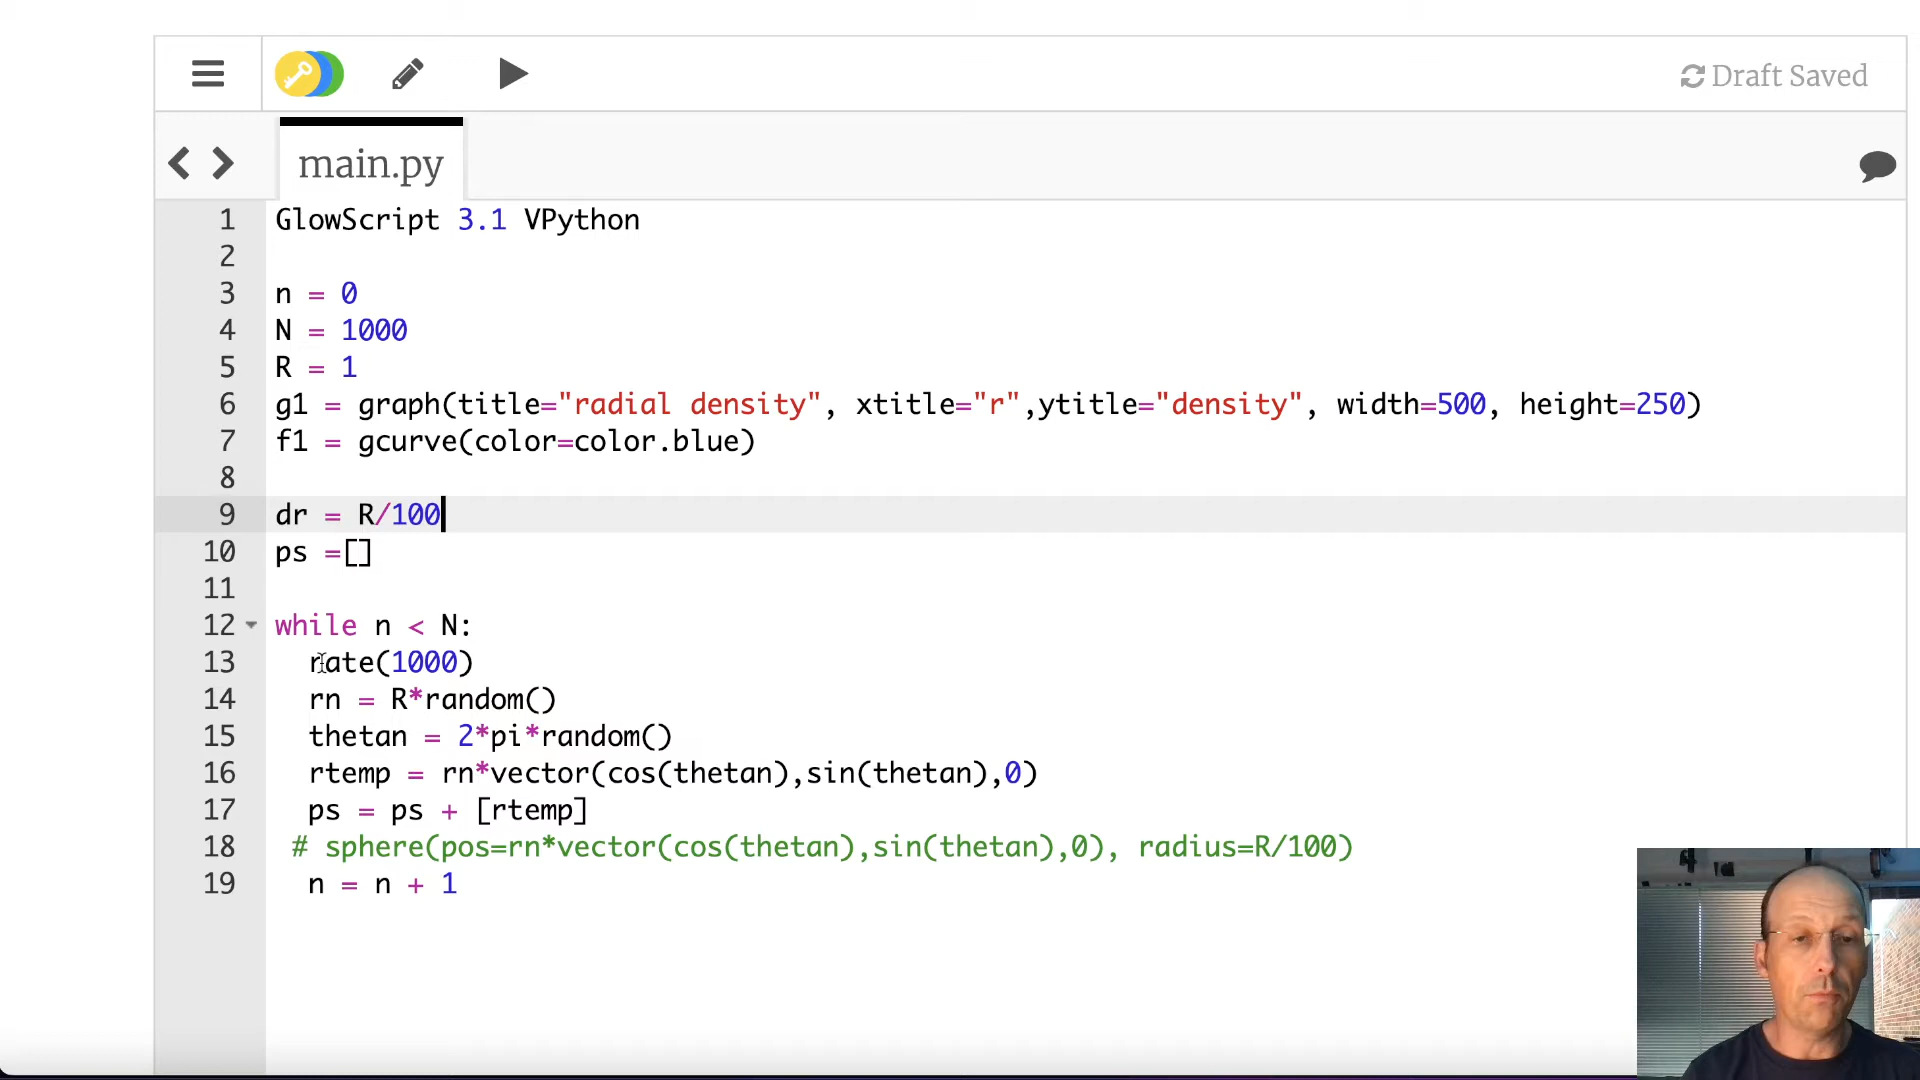 Draft Saved
main.py
1 GlowScript 3.1 VPython
2
3 n = 0
4 N = 1000
5 R = 1
6 g1 = graph(title="radial density", xtitle="r",ytitle="density", width=500, height=250)
7 f1 = gcurve(color=color.blue)
8
9 dr = R/100
10 ps =[]
11
12 while n < N:
13   rate(1000)
14   rn = R*random()
15   thetan = 2*pi*random()
16   rtemp = rn*vector(cos(thetan),sin(thetan),0)
17   ps = ps + [rtemp]
18  # sphere(pos=rn*vector(cos(thetan),sin(thetan),0), radius=R/100)
19   n = n + 1